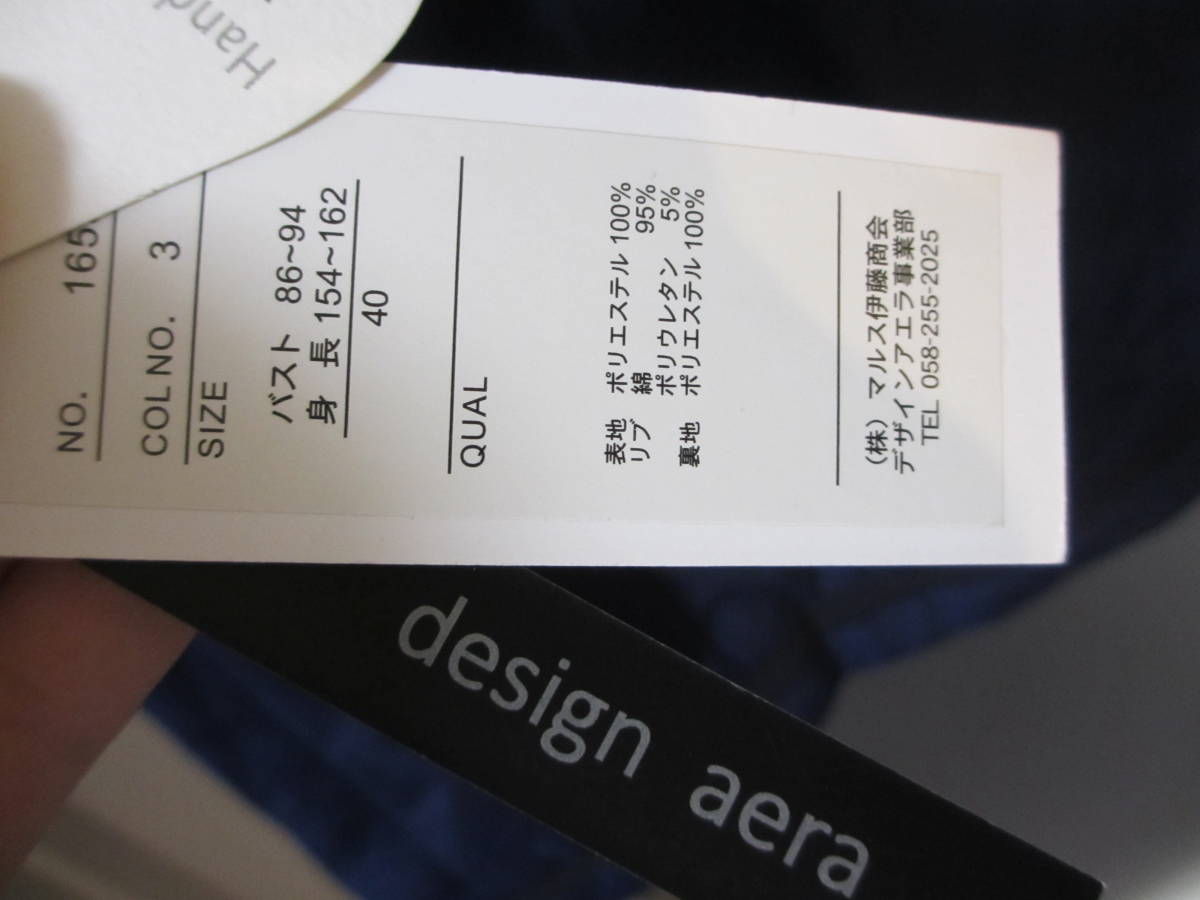 Hand
NO. 165
COL NO. 3
SIZE
バスト 86~94
身 長 154~162
40
QUAL
表地 ポリエステル 100%
リブ 綿 95%
ポリウレタン 5%
裏地 ポリエステル 100%
(株) マルス伊藤商会
デザインアエラ事業部
TEL 058-255-2025
design aera